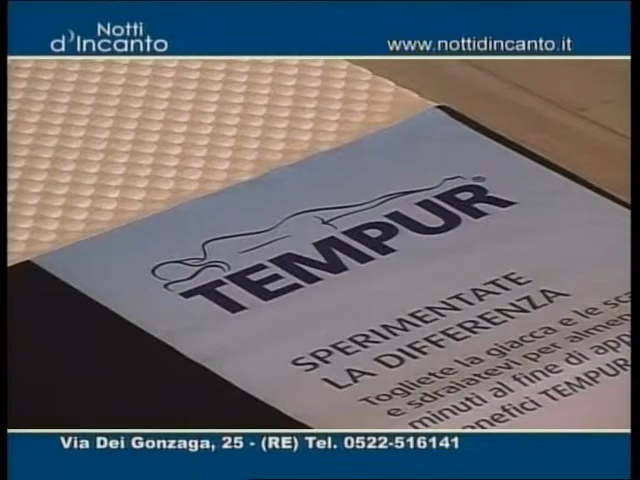 Notti
d'Incanto
www.nottidincanto.it
TEMPUR®
SPERIMENTATE
LA DIFFERENZA
Togliete la giacca e le
e sdraiatevi per
minuti al fine di
TEMPUR
Via Dei Gonzaga, 25 - (RE) Tel. 0522-516141